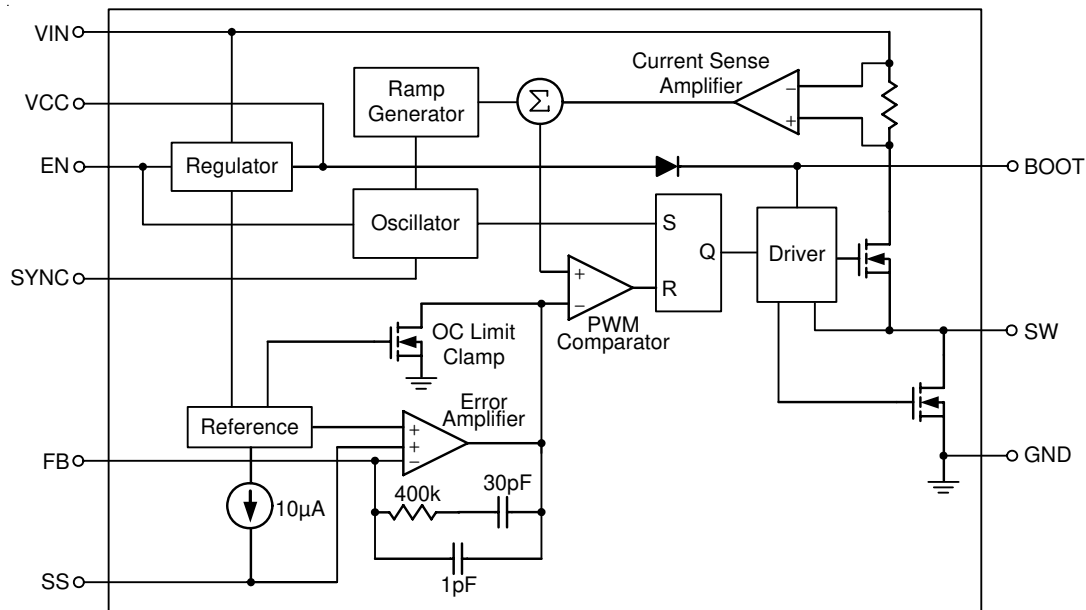 VIN
VCC
EN
SYNC
FB
SS
Ramp
Generator
Σ
Current Sense
Amplifier
−
+
Regulator
Oscillator
S
R
Q
Driver
BOOT
+
−
PWM
Comparator
OC Limit
Clamp
SW
Reference
Error
Amplifier
+
+
−
GND
10µA
400k
30pF
1pF